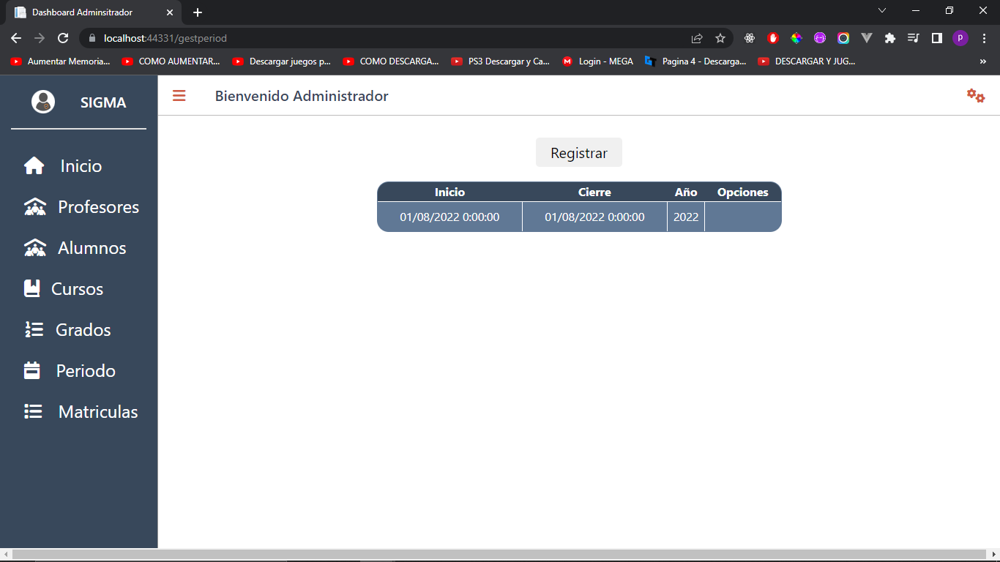 Dashboard Adminsitrador
localhost:44331/gestperiod
p
Aumentar Memoria... COMO AUMENTAR... Descargar juegos p... COMO DESCARGA... PS3 Descargar y Ca... M Login - MEGA Pagina 4 - Descarga... DESCARGAR Y JUG... »
SIGMA
Bienvenido Administrador
Inicio
Profesores
Alumnos
Cursos
Grados
Periodo
Matriculas
Registrar
Inicio Cierre Año Opciones
01/08/2022 0:00:00 01/08/2022 0:00:00 2022